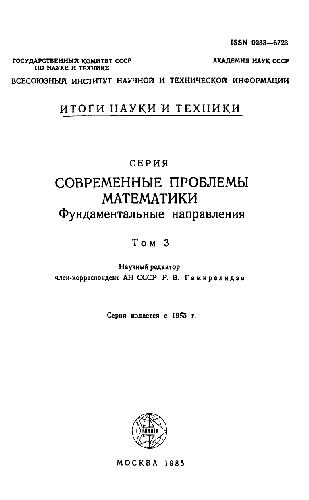 ISSN 0233—6723
ГОСУДАРСТВЕННЫЙ КОМИТЕТ СССР
ПО НАУКЕ И ТЕХНИКЕ
АКАДЕМИЯ НАУК СССР
ВСЕСОЮЗНЫЙ ИНСТИТУТ НАУЧНОЙ И ТЕХНИЧЕСКОЙ ИНФОРМАЦИИ
ИТОГИ НАУКИ И ТЕХНИКИ
СЕРИЯ
СОВРЕМЕННЫЕ ПРОБЛЕМЫ
МАТЕМАТИКИ
Фундаментальные направления
Том 3
Научный редактор
член-корреспондент АН СССР Р. В. Гамкрелидзе
Серия издается с 1985 г.
МОСКВА 1985